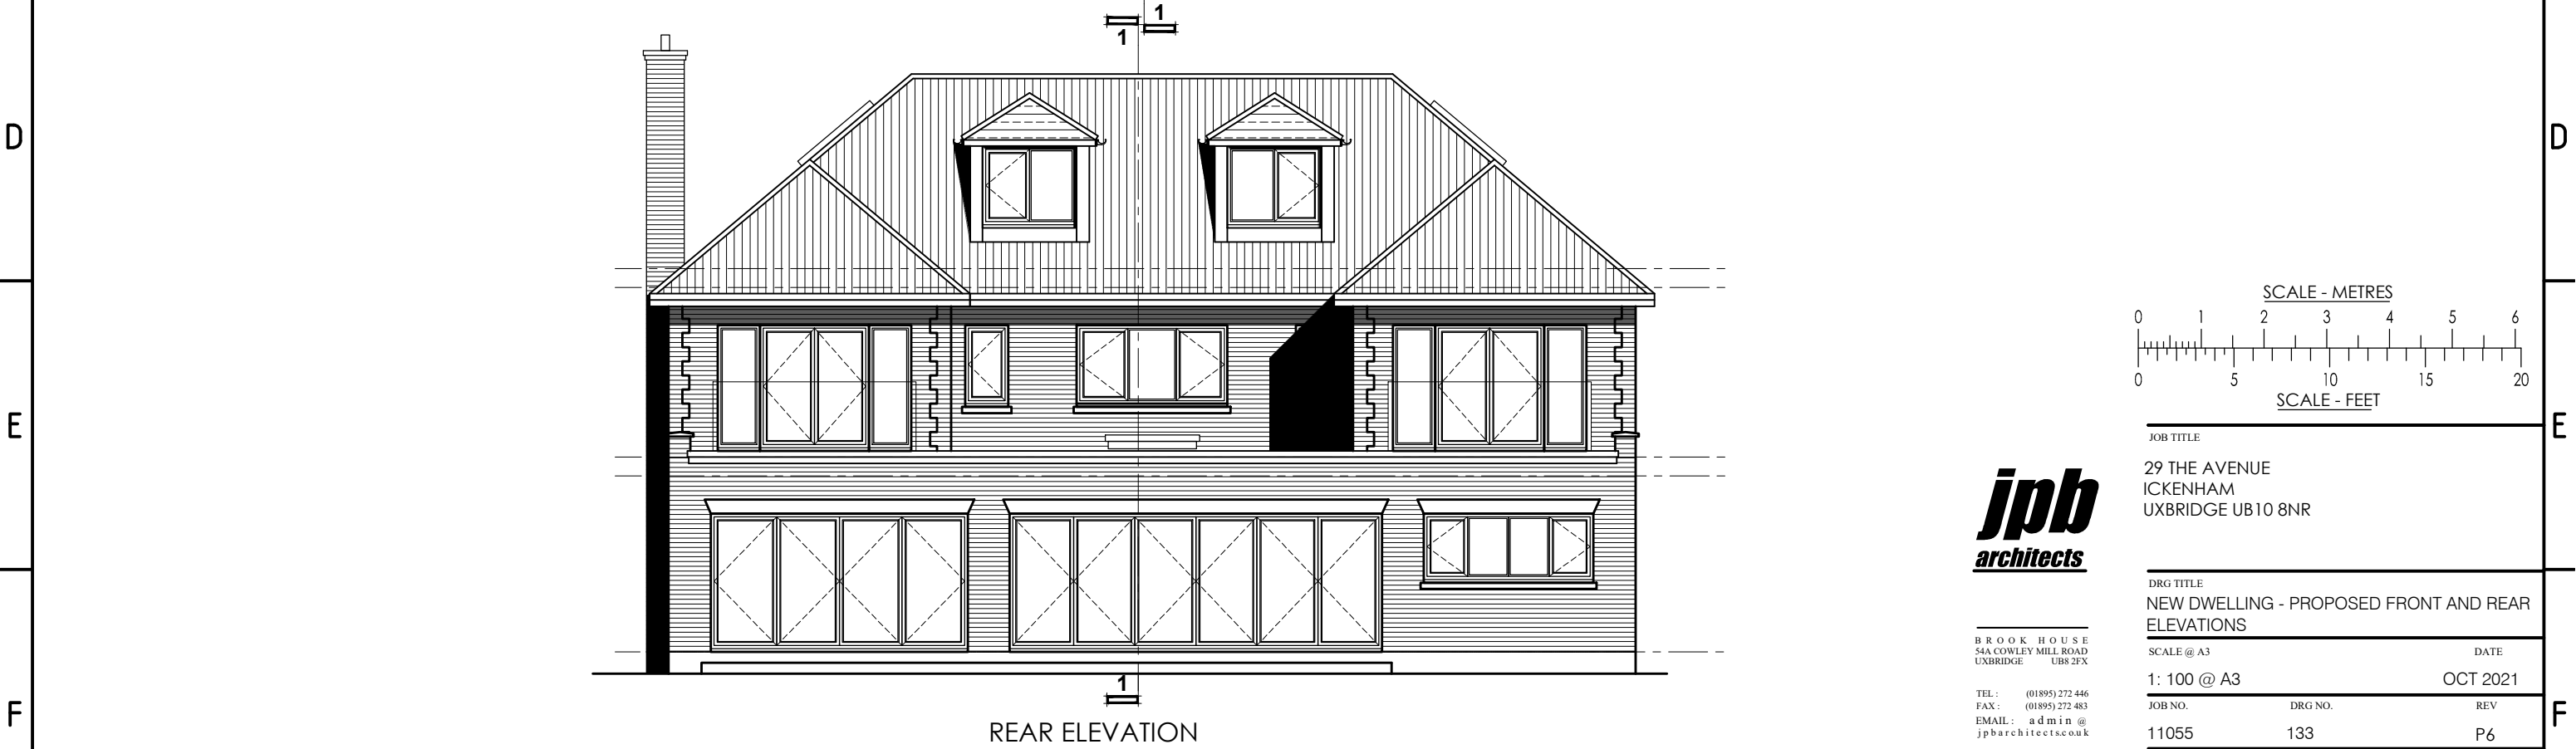 1
1
D
D
SCALE - METRES
0 1 2 3 4 5 6
0 5 10 15 20
SCALE - FEET
E
E
JOB TITLE
29 THE AVENUE
ICKENHAM
UXBRIDGE UB10 8NR
jpb
architects
DRG TITLE
NEW DWELLING - PROPOSED FRONT AND REAR
ELEVATIONS
BROOK HOUSE
54A COWLEY MILL ROAD
UXBRIDGE UB8 2FX
SCALE @ A3 DATE
1: 100 @ A3 OCT 2021
TEL : (01895) 272 446
FAX : (01895) 272 483
EMAIL : admin @
jpbarchitects.co.uk
JOB NO. DRG NO. REV
11055 133 P6
1
F
F
REAR ELEVATION